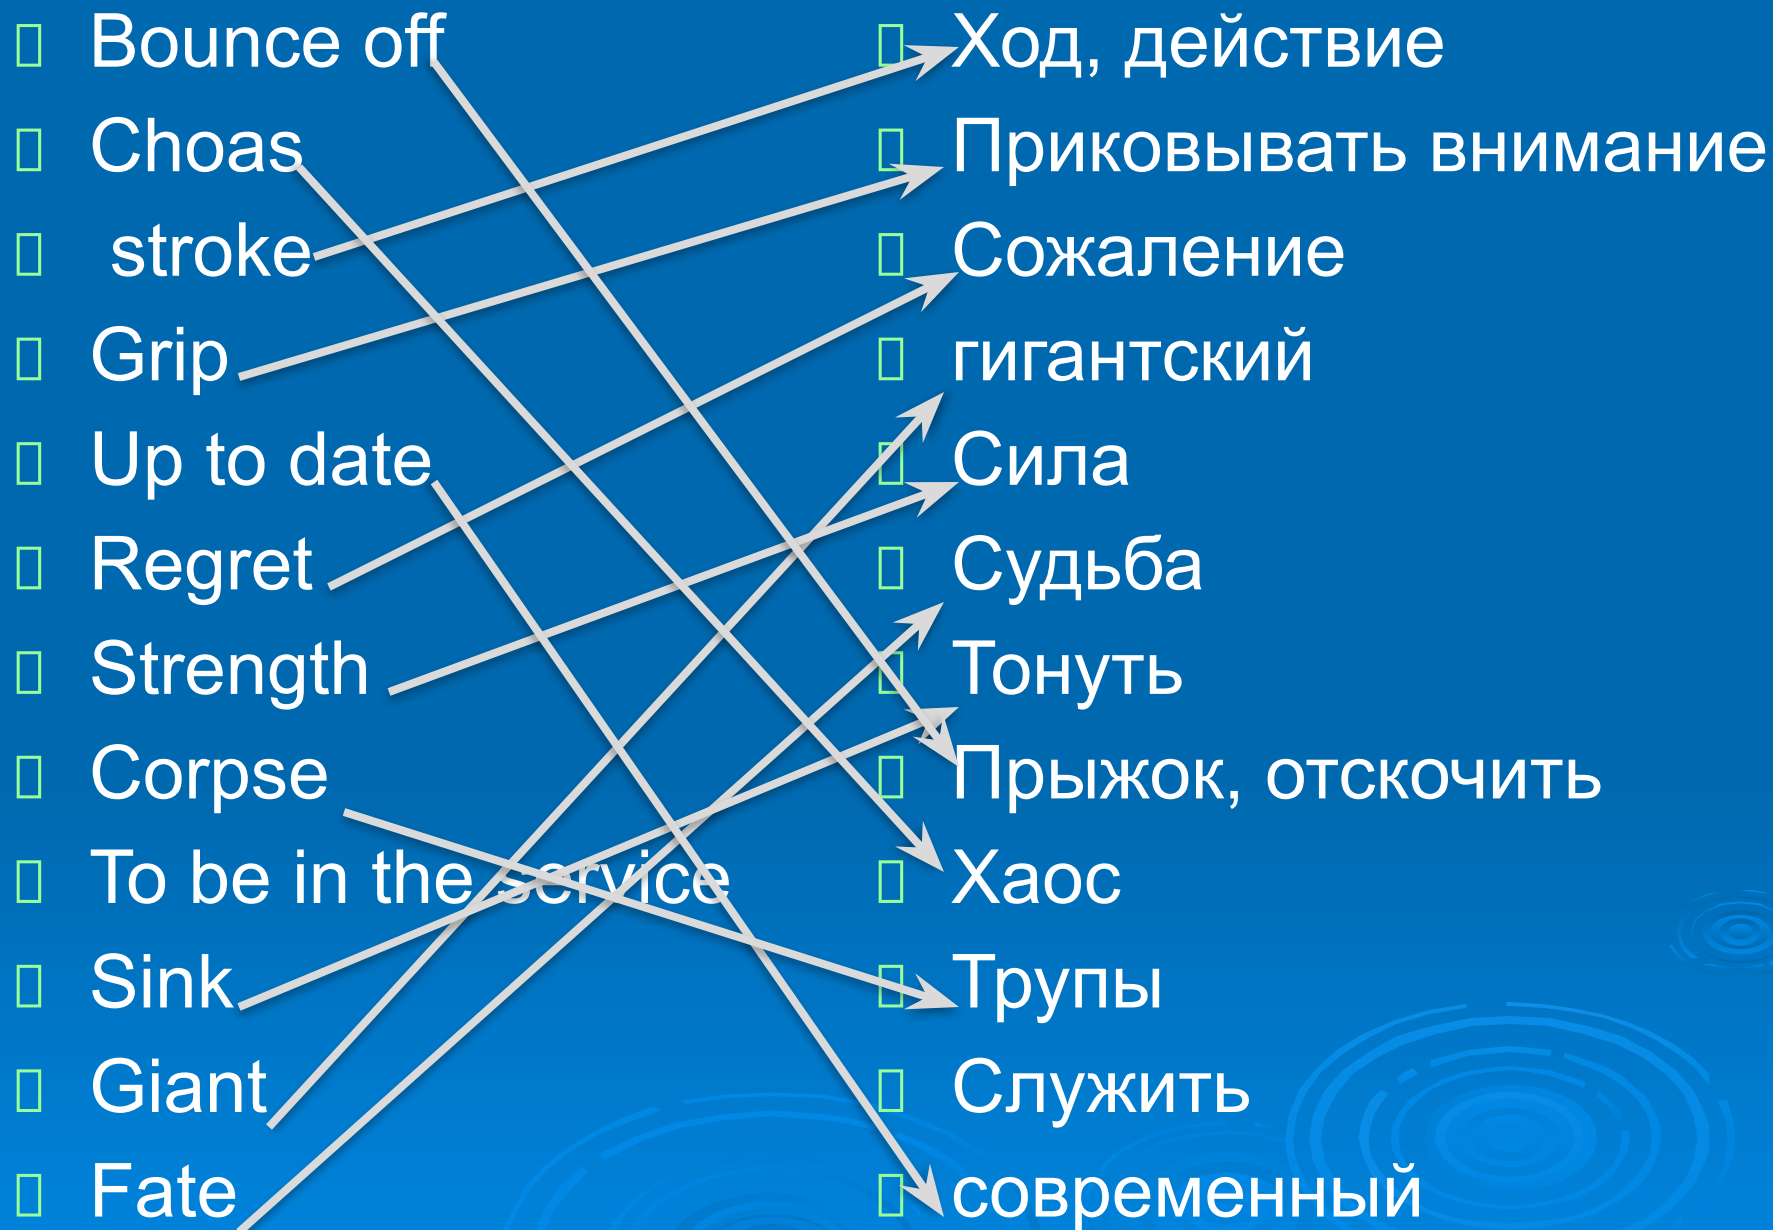 Bounce off
Choas
stroke
Grip
Up to date
Regret
Strength
Corpse
To be in the service
Sink
Giant
Fate
Ход, действие
Приковывать внимание
Сожаление
гигантский
Сила
Судьба
Тонуть
Прыжок, отскочить
Хаос
Трупы
Служить
современный